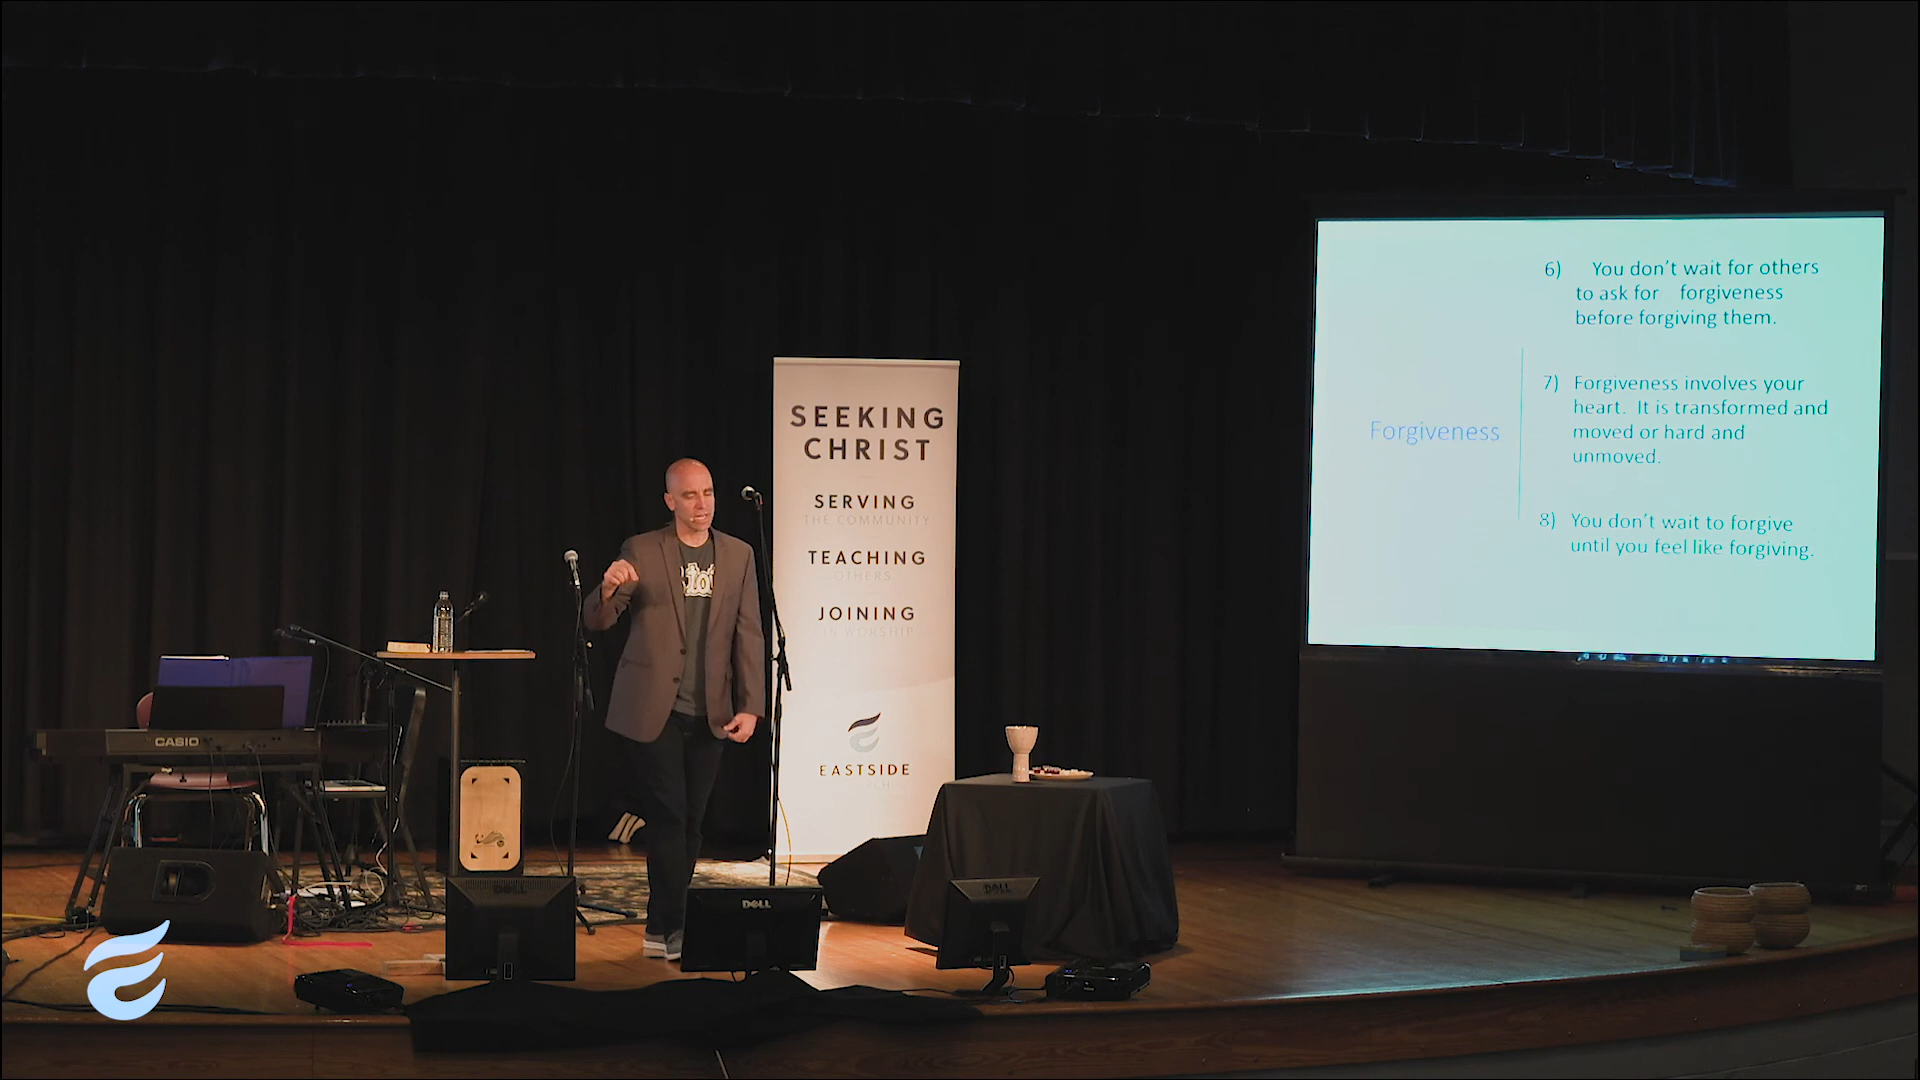 SEEKING
CHRIST
SERVING
THE COMMUNITY
TEACHING
OTHERS
JOINING
IN WORSHIP
EASTSIDE
Forgiveness
6) You don't wait for others
to ask for forgiveness
before forgiving them.
7) Forgiveness involves your
heart. It is transformed and
moved or hard and
unmoved.
8) You don't wait to forgive
until you feel like forgiving.
CASIO
DELL
DELL
DELL